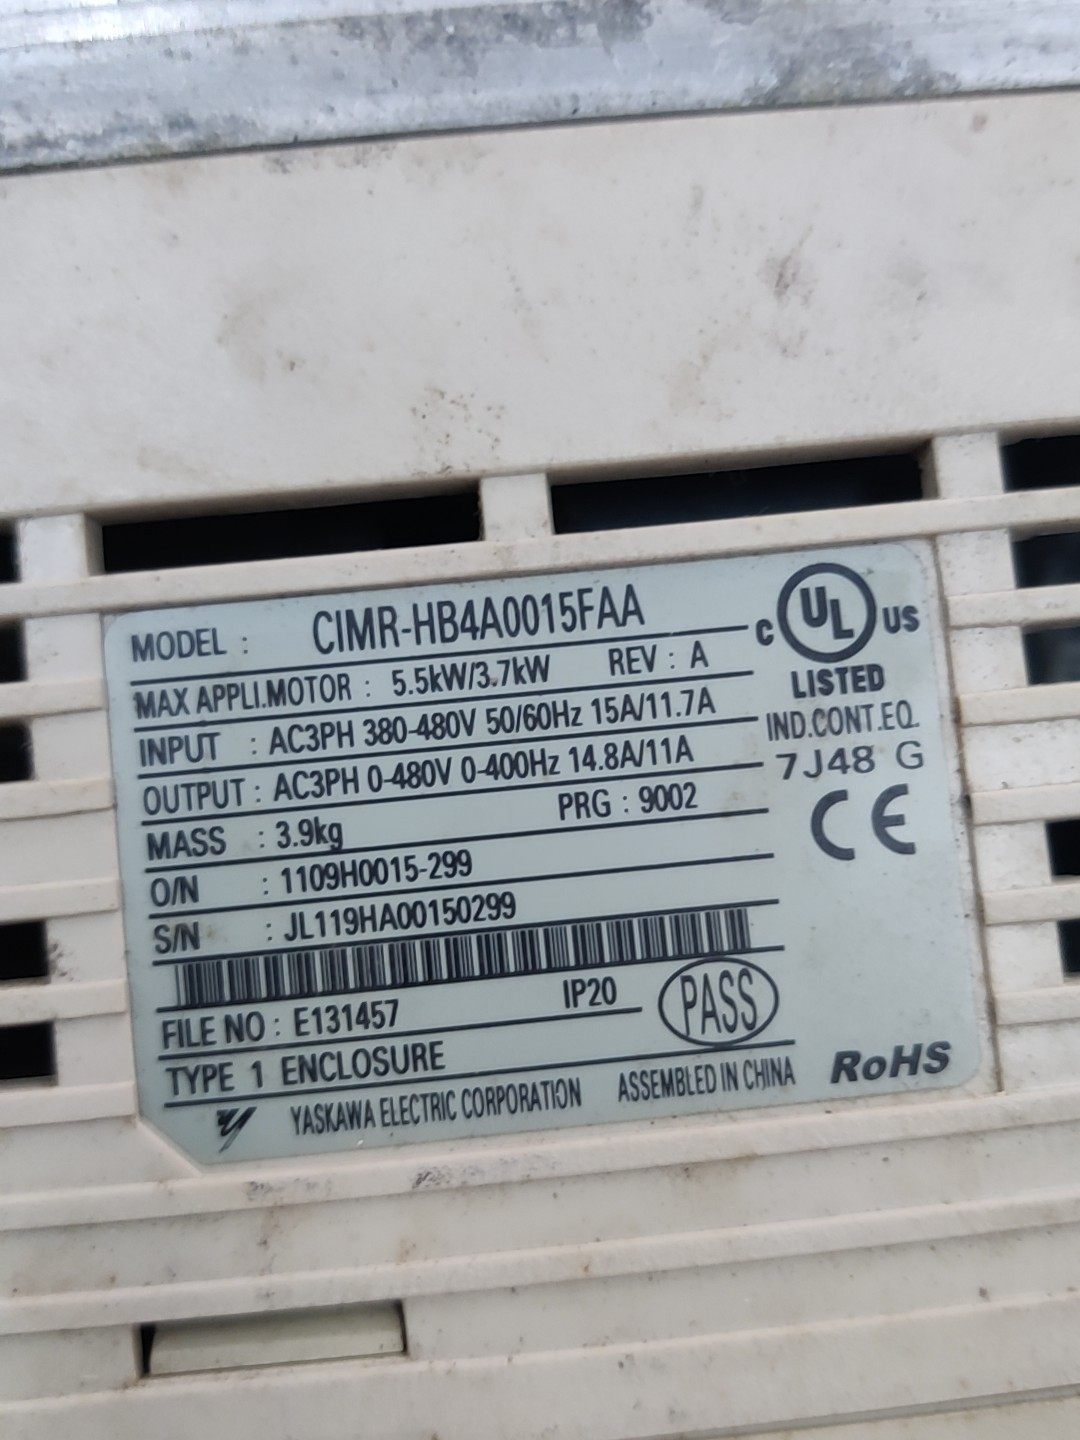 MODEL : CIMR-HB4A0015FAA
MAX APPLI.MOTOR : 5.5kW/3.7kW REV : A
INPUT : AC3PH 380-480V 50/60Hz 15A/11.7A
OUTPUT : AC3PH 0-480V 0-400Hz 14.8A/11A
MASS : 3.9kg PRG : 9002
O/N : 1109H0015-299
S/N : JL119HA00150299
FILE NO : E131457 IP20
PASS
TYPE 1 ENCLOSURE
YASKAWA ELECTRIC CORPORATION ASSEMBLED IN CHINA
C UL US
LISTED
IND.CONT.EQ.
7J48 G
CE
RoHS